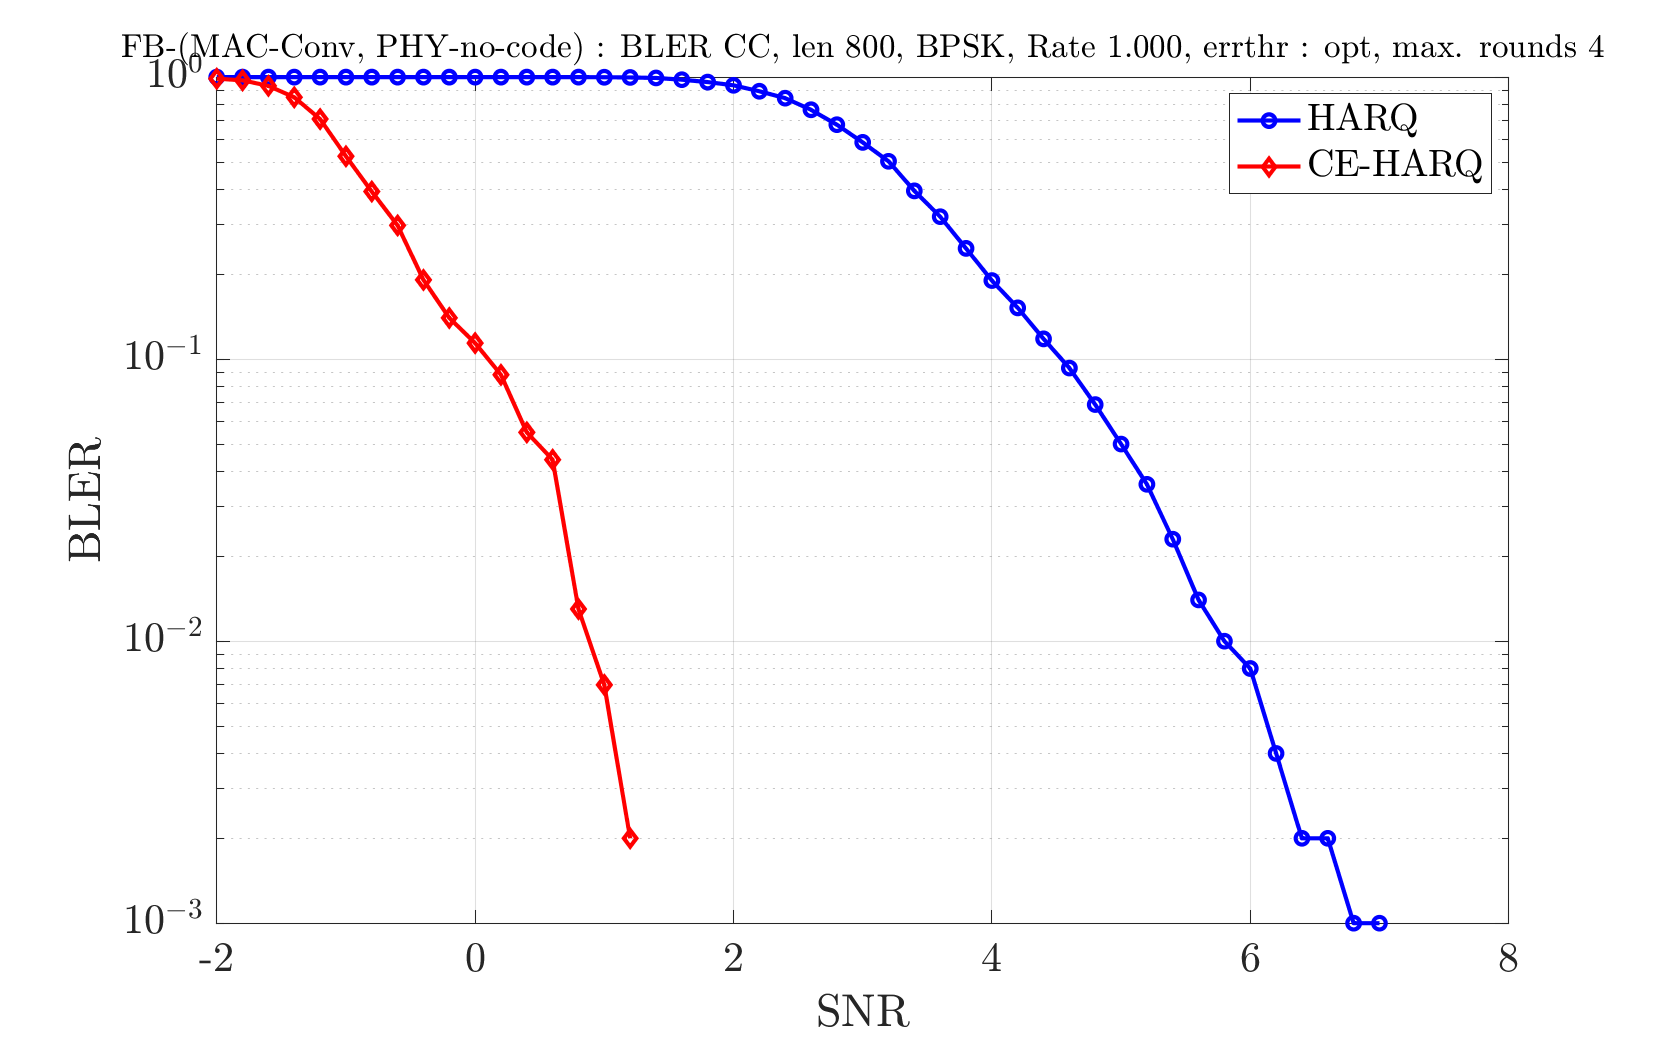 FB-(MAC-Conv, PHY-no-code) : BLER CC, len 800, BPSK, Rate 1.000, errthr : opt, max. rounds 4
10^0
HARQ
CE-HARQ
10^{-1}
BLER
10^{-2}
10^{-3}
-2 0 2 4 6 8
SNR